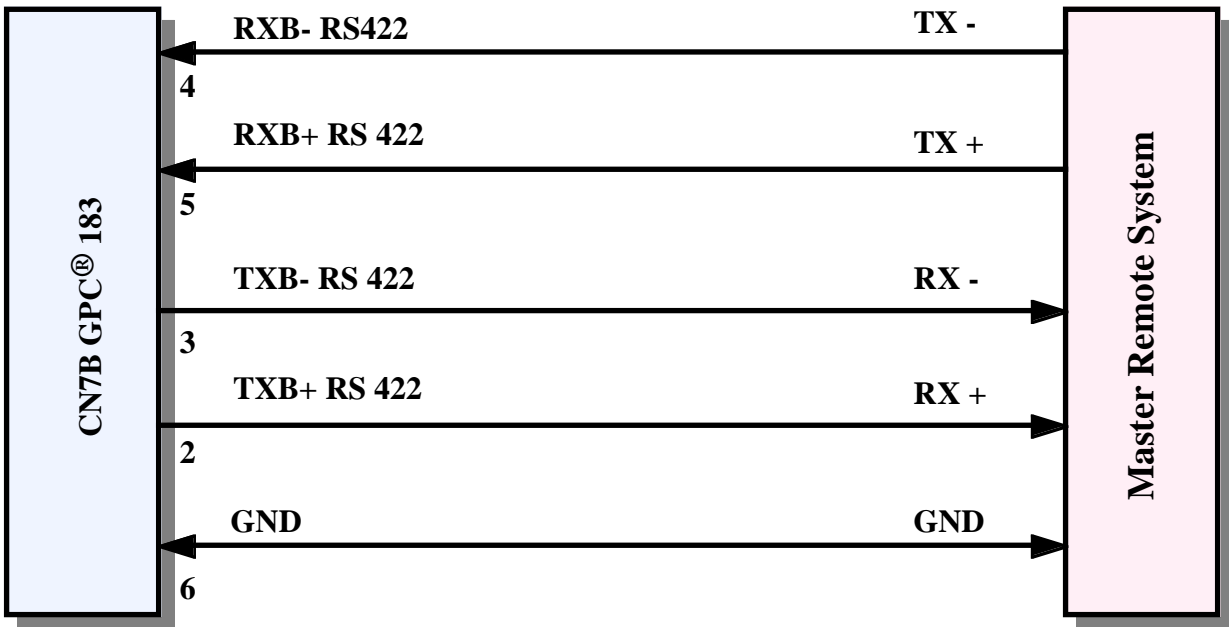 RXB- RS422 TX -
4
RXB+ RS 422 TX +
5
TXB- RS 422 RX -
3
TXB+ RS 422 RX +
2
GND GND
6
CN7B GPC® 183
Master Remote System